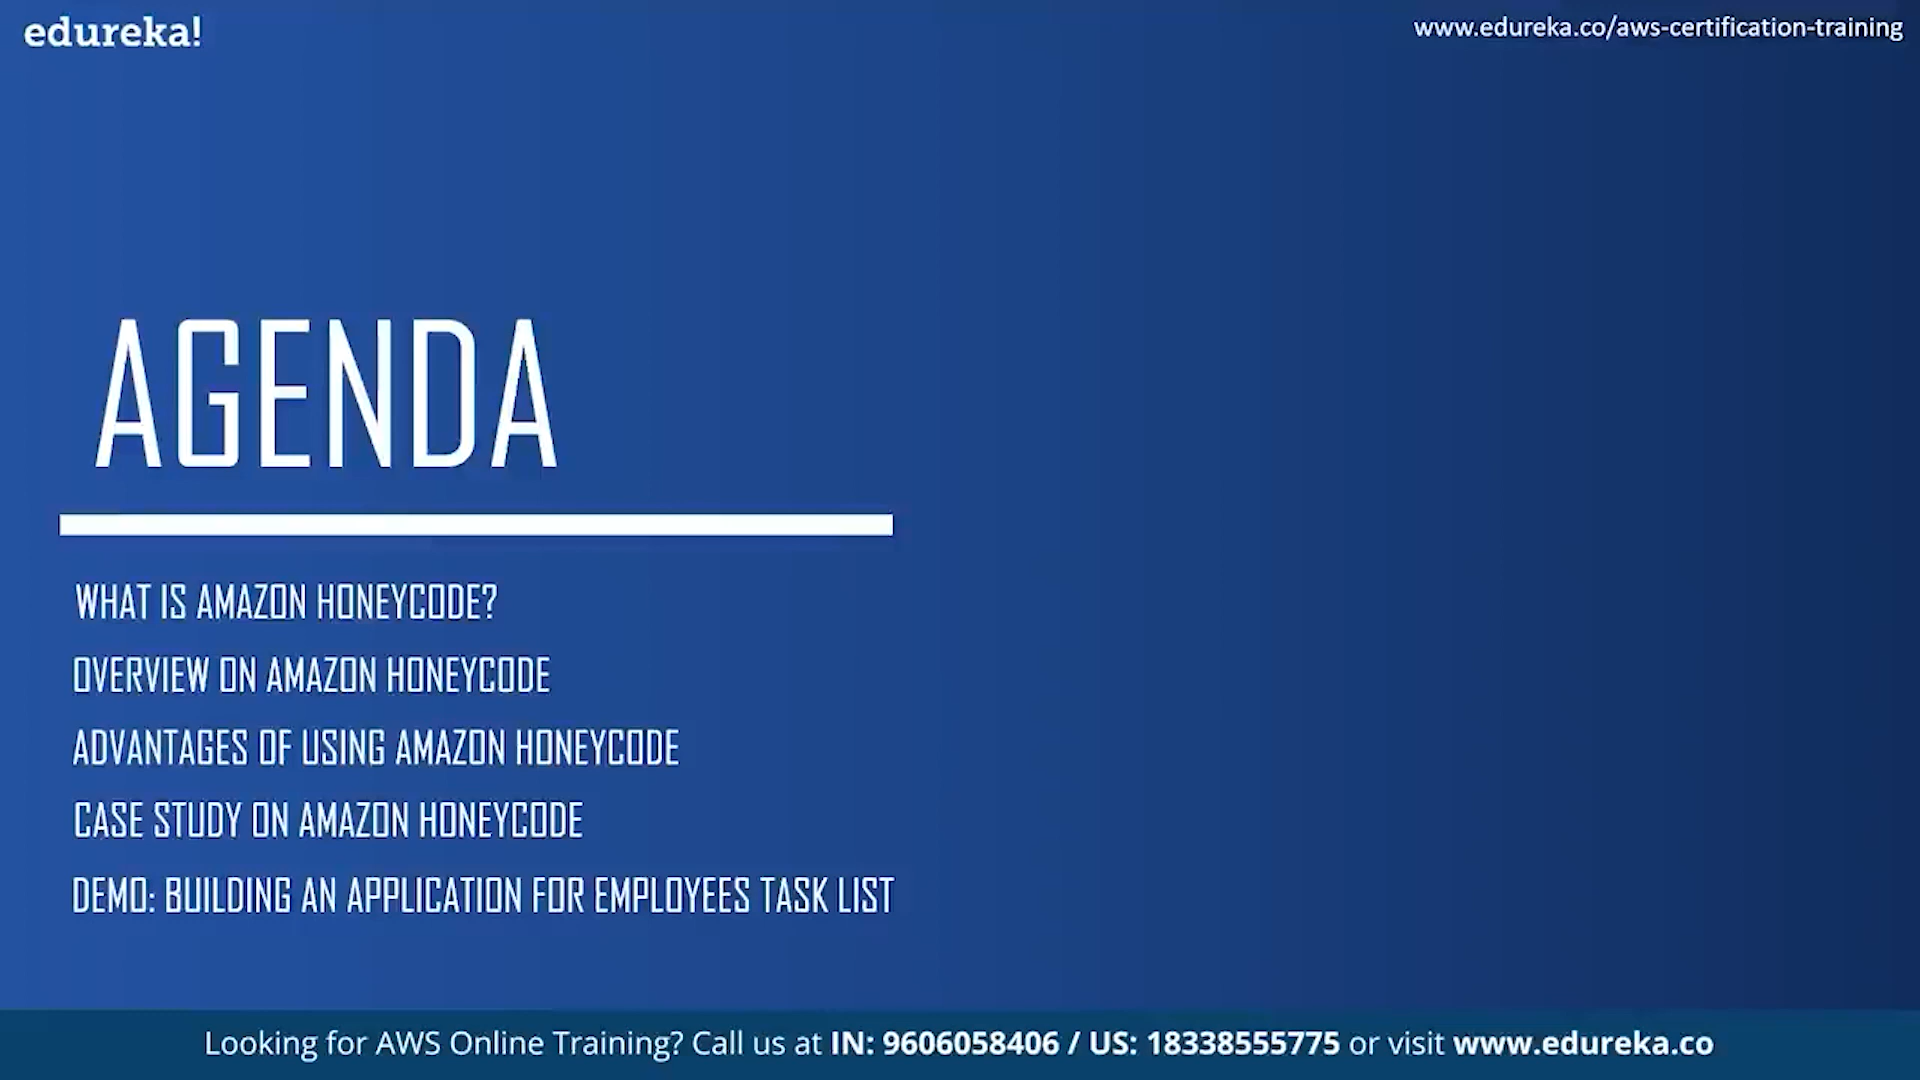 edureka!
www.edureka.co/aws-certification-training
AGENDA
WHAT IS AMAZON HONEYCODE?
OVERVIEW ON AMAZON HONEYCODE
ADVANTAGES OF USING AMAZON HONEYCODE
CASE STUDY ON AMAZON HONEYCODE
DEMO: BUILDING AN APPLICATION FOR EMPLOYEES TASK LIST
Looking for AWS Online Training? Call us at IN: 9606058406 / US: 18338555775 or visit www.edureka.co